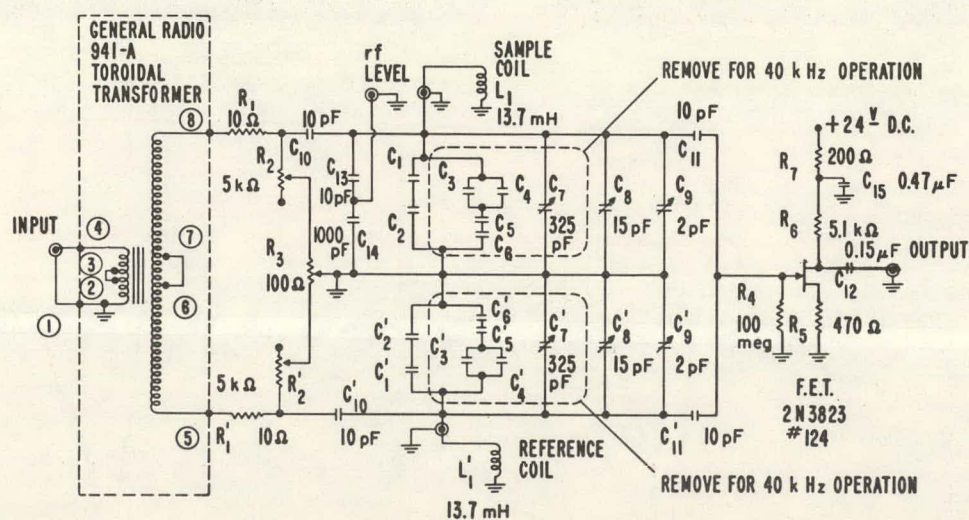 GENERAL RADIO
941-A
TOROIDAL
TRANSFORMER
INPUT
①
②
③
④
⑤
⑥
⑦
⑧
R₁
10 Ω
10 pF
C₁₀
R₂
5 kΩ
R₃
100 Ω
5 kΩ
R'₂
R'₁
10 Ω
C'₁₀
10 pF
rf
LEVEL
C₁₃
10 pF
1000
pF
C₁₄
SAMPLE
COIL
L₁
13.7 mH
REMOVE FOR 40 k Hz OPERATION
C₁
C₂
C₃
C₄
C₅
C₆
C₇
325
pF
C₈
15 pF
C₉
2 pF
10 pF
C₁₁
C'₂
C'₁
C'₃
C'₆
C'₅
C'₄
C'₇
325
pF
C'₈
15 pF
C'₉
2 pF
C'₁₁
10 pF
REFERENCE
COIL
L'₁
13.7 mH
REMOVE FOR 40 k Hz OPERATION
+24 V D.C.
R₇
200 Ω
C₁₅
0.47 μF
R₆
5.1 kΩ
0.15 μF
OUTPUT
C₁₂
R₄
100
meg
R₅
470 Ω
F.E.T.
2N3823
#124